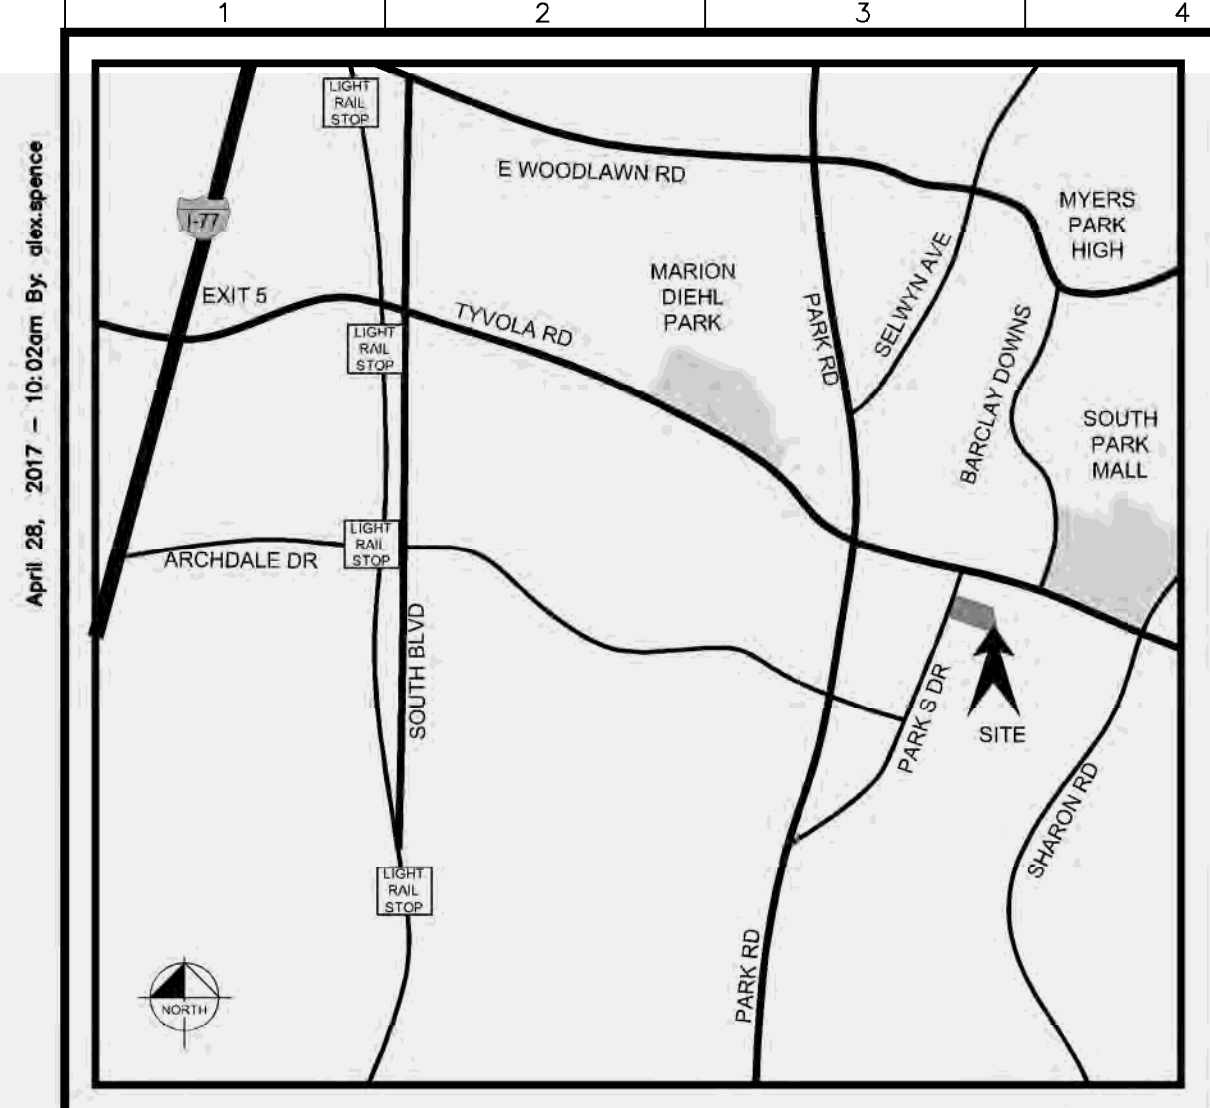 1 2 3 4
April 28, 2017 – 10:02am By: alex.spence
LIGHT
RAIL
STOP
E WOODLAWN RD
I-77
MYERS
PARK
HIGH
EXIT 5
TYVOLA RD
MARION
DIEHL
PARK
PARK RD
SELWYN AVE
BARCLAY DOWNS
LIGHT
RAIL
STOP
SOUTH
PARK
MALL
LIGHT
RAIL
STOP
ARCHDALE DR
SOUTH BLVD
PARK S DR
SITE
SHARON RD
LIGHT
RAIL
STOP
PARK RD
NORTH